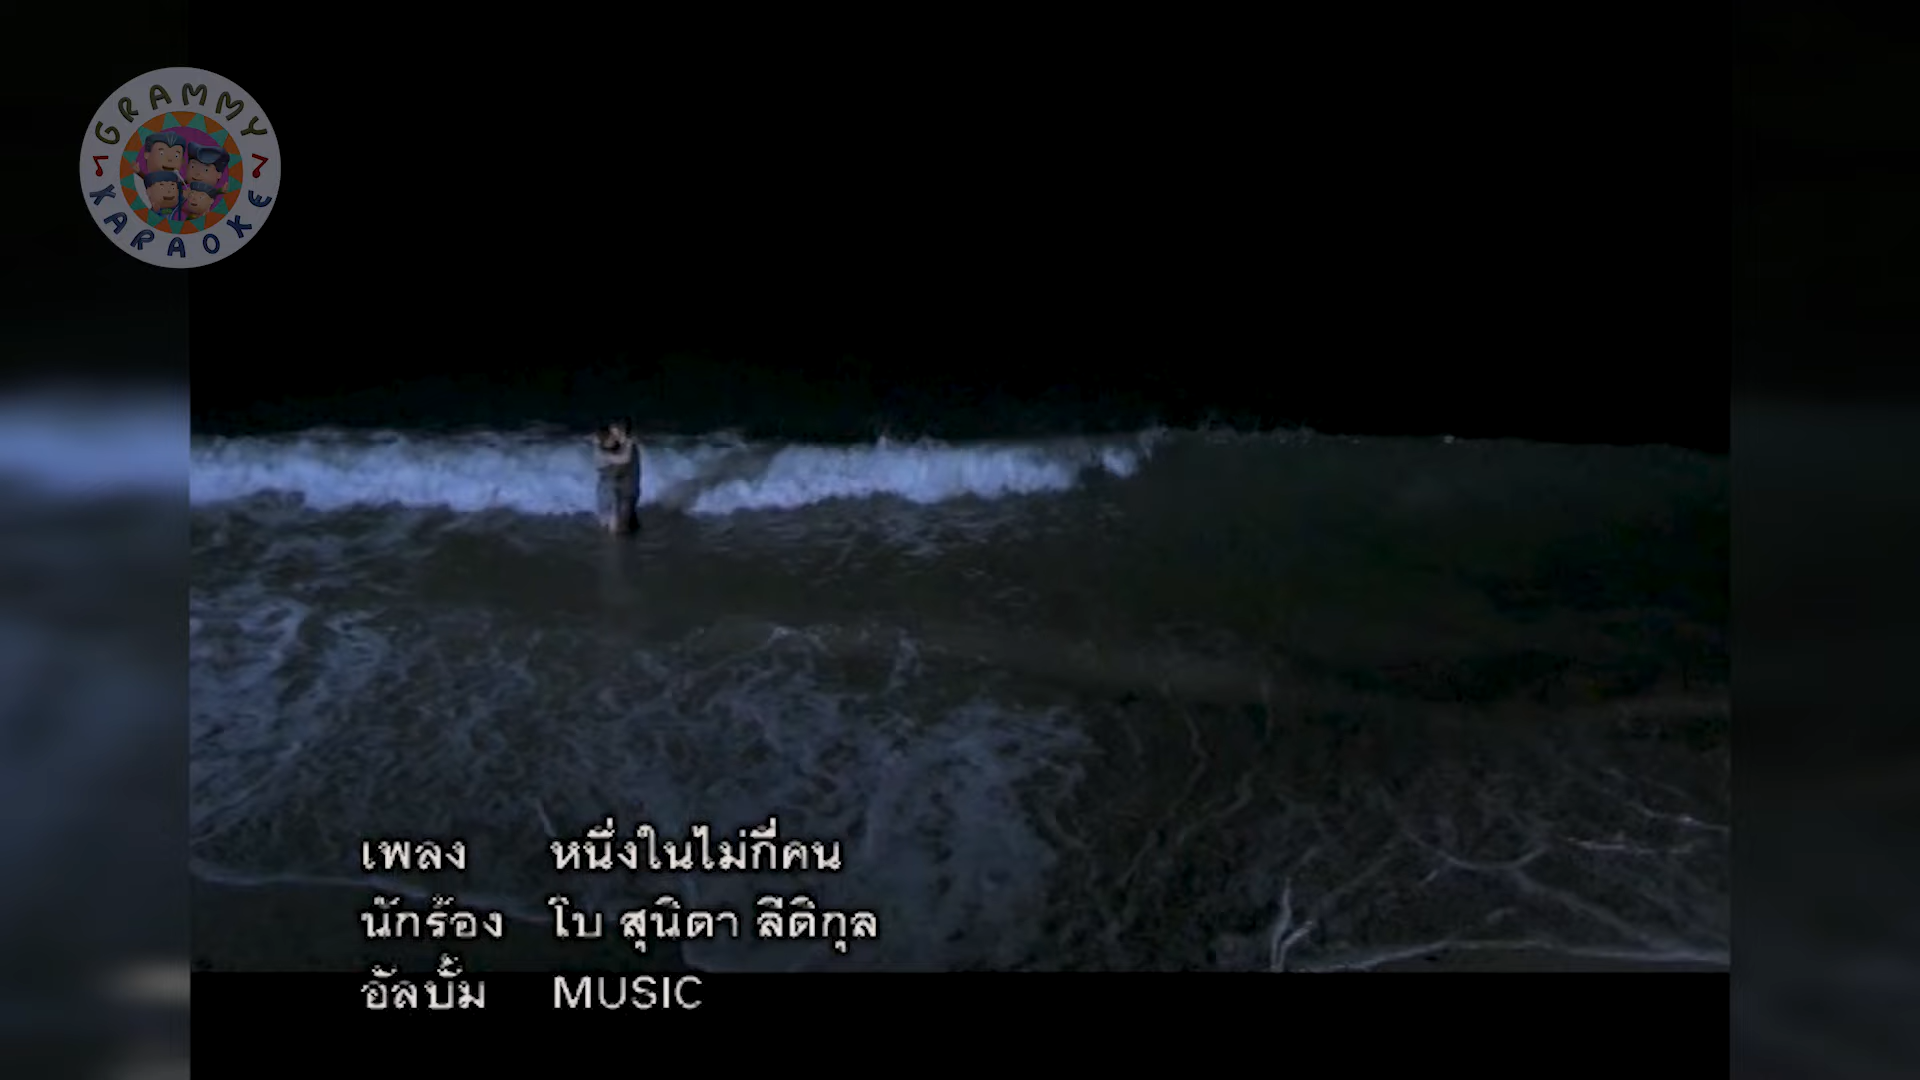 GRAMMY
KARAOKE
เพลง หนึ่งในไม่กี่คน
นักร้อง โบ สุนิตา ลีติกุล
อัลบั้ม MUSIC